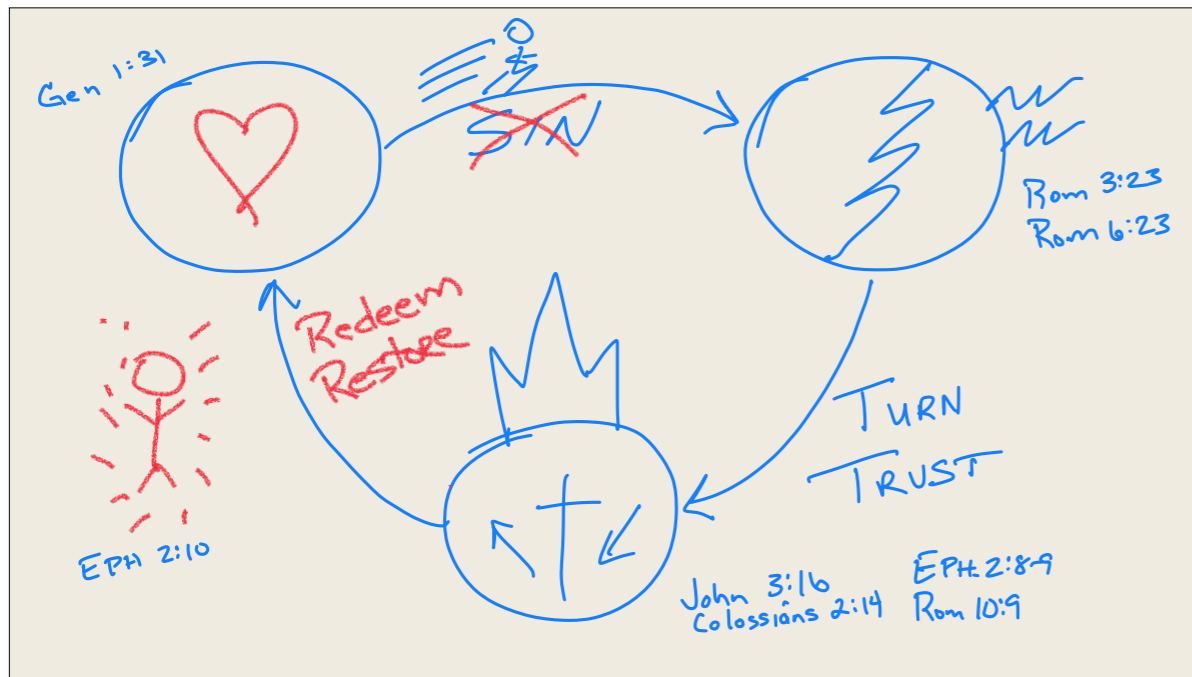 Gen 1:31
SIN
Rom 3:23
Rom 6:23
Redeem
Restore
TURN
TRUST
EPH 2:10
John 3:16
Colossians 2:14
EPH. 2:8-9
Rom 10:9